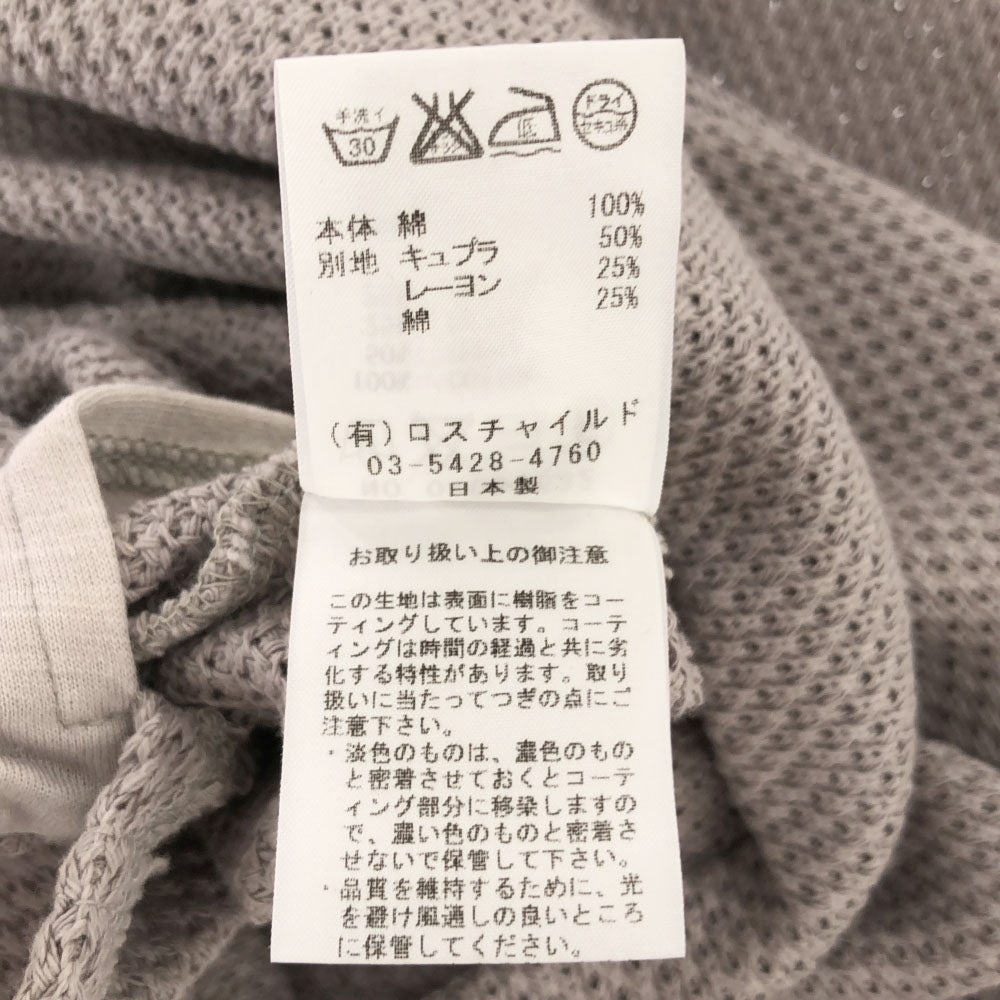 手洗イ 30 低 ドライ セキユ系
本体 綿 100%
別地 キュプラ 50%
レーヨン 25%
綿 25%
(有)ロスチャイルド
03-5428-4760
日本製
お取り扱い上の御注意
この生地は表面に樹脂をコー
ティングしています。コーテ
ィングは時間の経過と共に劣
化する特性があります。取り
扱いに当たってつぎの点にご
注意下さい。
・淡色のものは、濃色のもの
と密着させておくとコーテ
ィング部分に移染しますの
で、濃い色のものと密着さ
せないで保管して下さい。
・品質を維持するために、光
を避け風通しの良いところ
に保管してください。